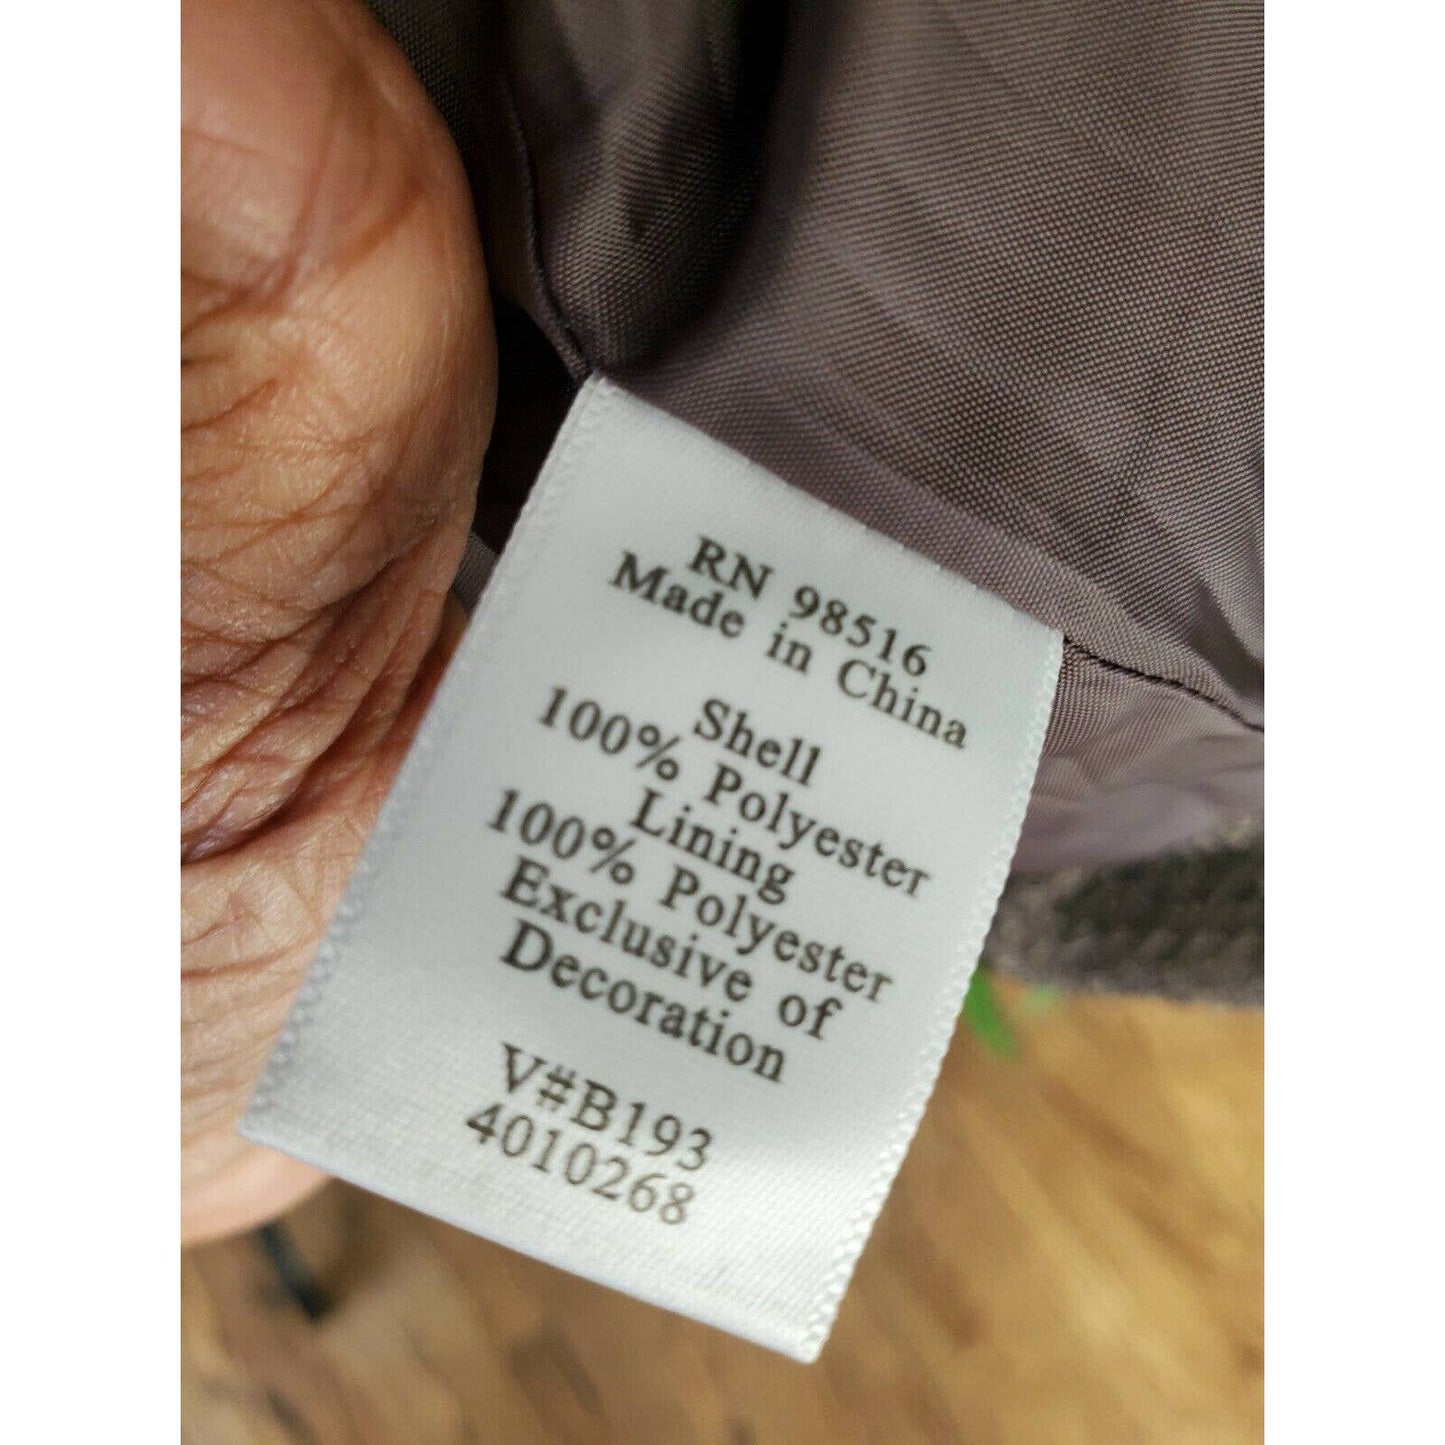 RN 98516
Made in China
Shell
100% Polyester
Lining
100% Polyester
Exclusive of
Decoration
V#B193
4010268